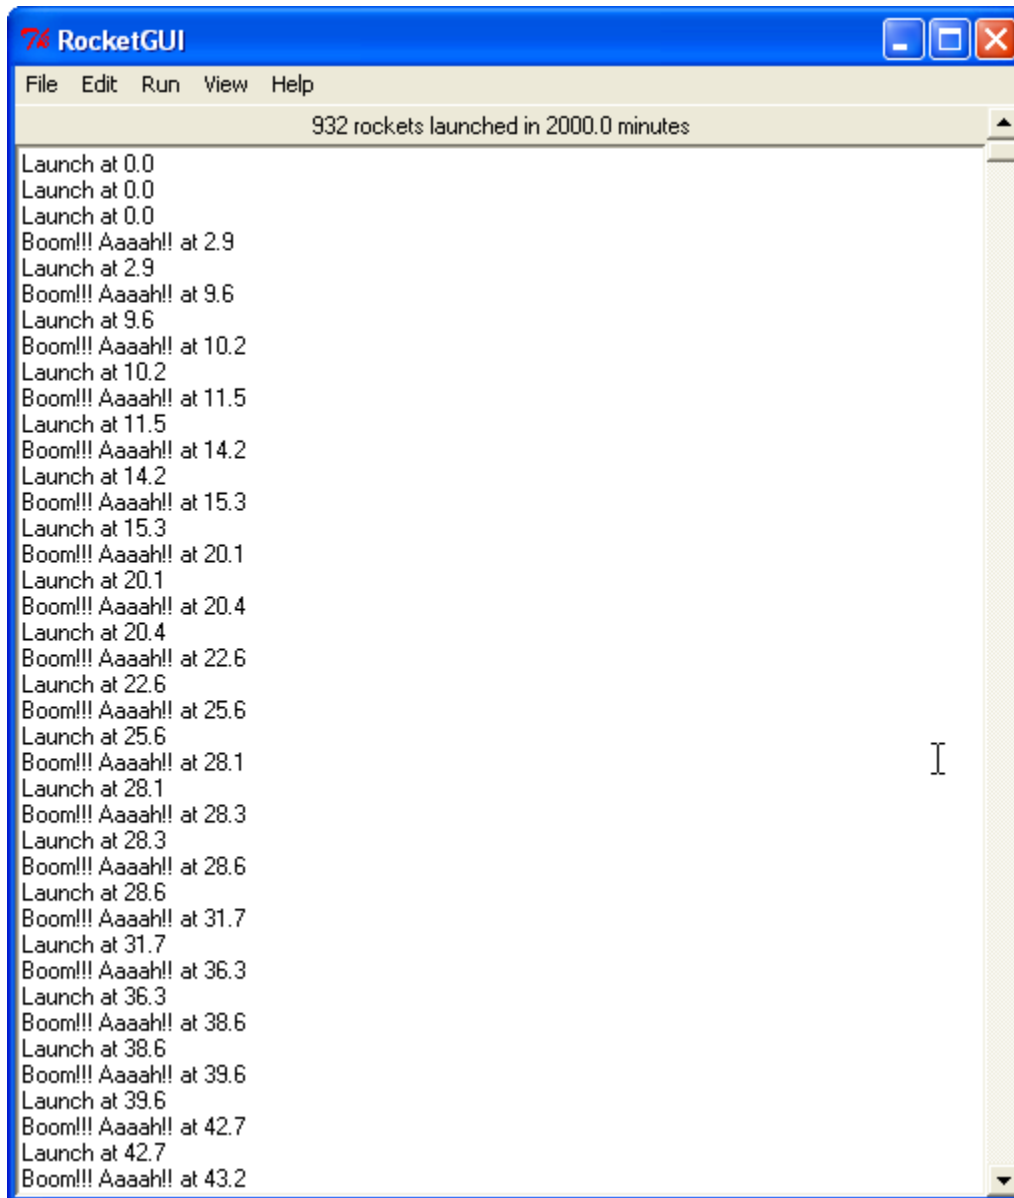 7k RocketGUI
File Edit Run View Help
932 rockets launched in 2000.0 minutes
Launch at 0.0
Launch at 0.0
Launch at 0.0
Boom!!! Aaaah!! at 2.9
Launch at 2.9
Boom!!! Aaaah!! at 9.6
Launch at 9.6
Boom!!! Aaaah!! at 10.2
Launch at 10.2
Boom!!! Aaaah!! at 11.5
Launch at 11.5
Boom!!! Aaaah!! at 14.2
Launch at 14.2
Boom!!! Aaaah!! at 15.3
Launch at 15.3
Boom!!! Aaaah!! at 20.1
Launch at 20.1
Boom!!! Aaaah!! at 20.4
Launch at 20.4
Boom!!! Aaaah!! at 22.6
Launch at 22.6
Boom!!! Aaaah!! at 25.6
Launch at 25.6
Boom!!! Aaaah!! at 28.1
Launch at 28.1
Boom!!! Aaaah!! at 28.3
Launch at 28.3
Boom!!! Aaaah!! at 28.6
Launch at 28.6
Boom!!! Aaaah!! at 31.7
Launch at 31.7
Boom!!! Aaaah!! at 36.3
Launch at 36.3
Boom!!! Aaaah!! at 38.6
Launch at 38.6
Boom!!! Aaaah!! at 39.6
Launch at 39.6
Boom!!! Aaaah!! at 42.7
Launch at 42.7
Boom!!! Aaaah!! at 43.2